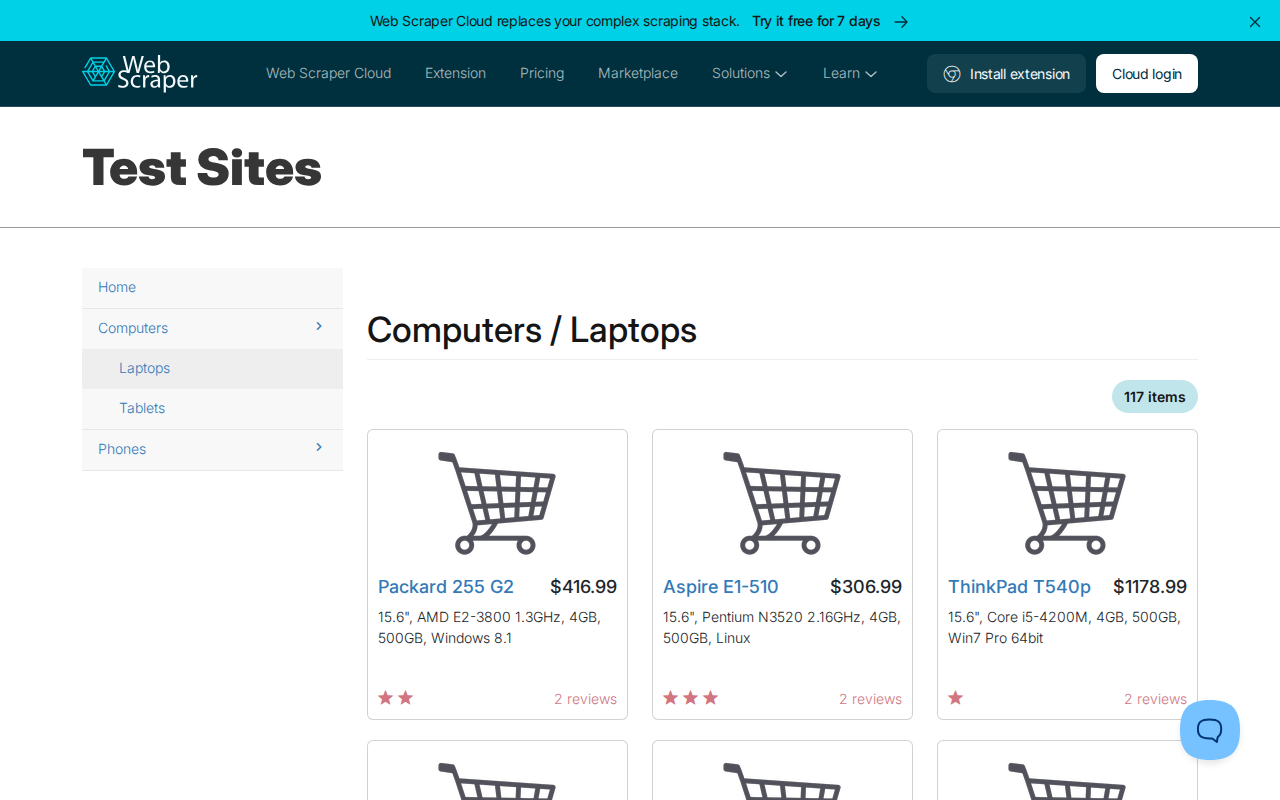 Web Scraper Cloud replaces your complex scraping stack. Try it free for 7 days
Web Scraper
Web Scraper Cloud Extension Pricing Marketplace Solutions Learn
Install extension
Cloud login
Test Sites
Home
Computers
Laptops
Tablets
Phones
Computers / Laptops
117 items
Packard 255 G2 $416.99
15.6", AMD E2-3800 1.3GHz, 4GB,
500GB, Windows 8.1
2 reviews
Aspire E1-510 $306.99
15.6", Pentium N3520 2.16GHz, 4GB,
500GB, Linux
2 reviews
ThinkPad T540p $1178.99
15.6", Core i5-4200M, 4GB, 500GB,
Win7 Pro 64bit
2 reviews